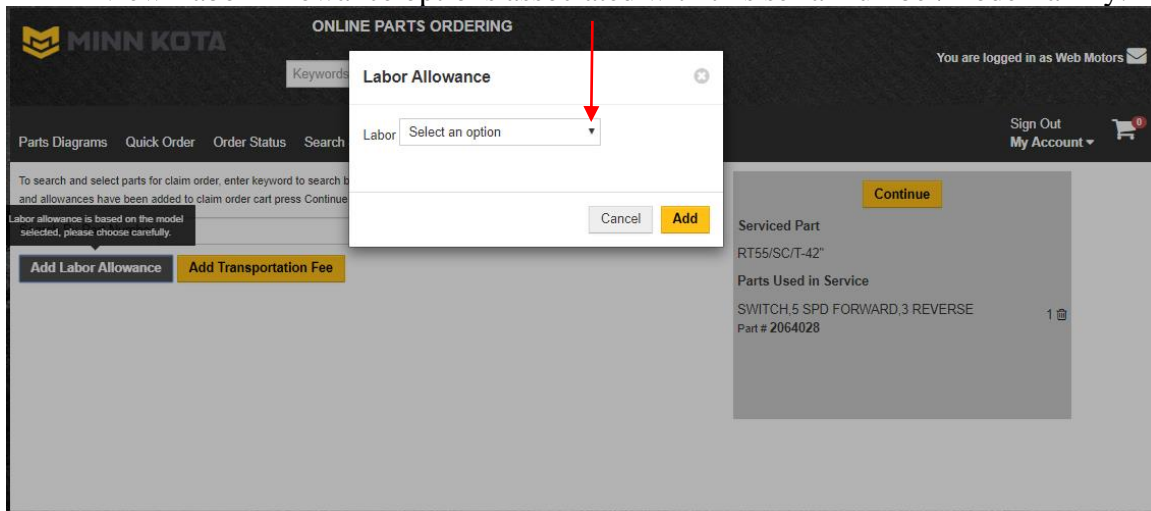 ONLINE PARTS ORDERING
MINN KOTA
You are logged in as Web Motors
Keywords
Labor Allowance
Labor Select an option
Cancel Add
Parts Diagrams Quick Order Order Status Search
Sign Out
My Account
0
To search and select parts for claim order, enter keyword to search b
and allowances have been added to claim order cart press Continue
Labor allowance is based on the model
selected, please choose carefully.
Add Labor Allowance Add Transportation Fee
Continue
Serviced Part
RT55/SC/T-42"
Parts Used in Service
SWITCH,5 SPD FORWARD,3 REVERSE 1
Part # 2064028